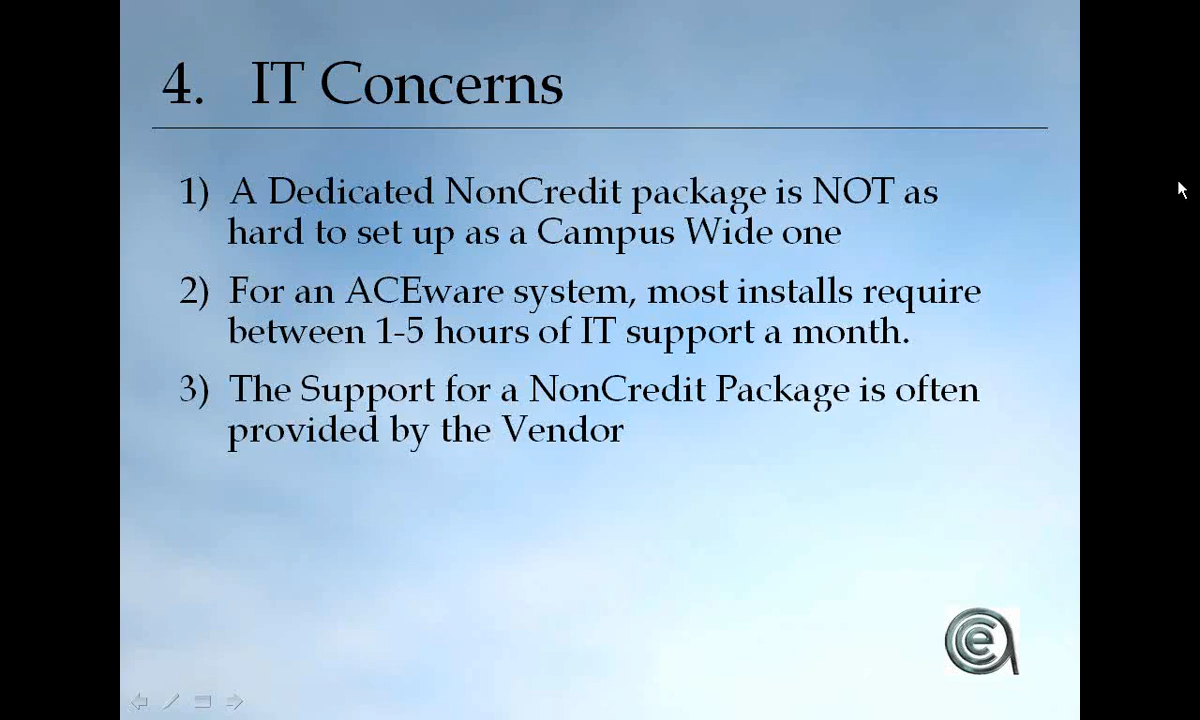 4. IT Concerns
1) A Dedicated NonCredit package is NOT as
hard to set up as a Campus Wide one
2) For an ACEware system, most installs require
between 1-5 hours of IT support a month.
3) The Support for a NonCredit Package is often
provided by the Vendor
ace